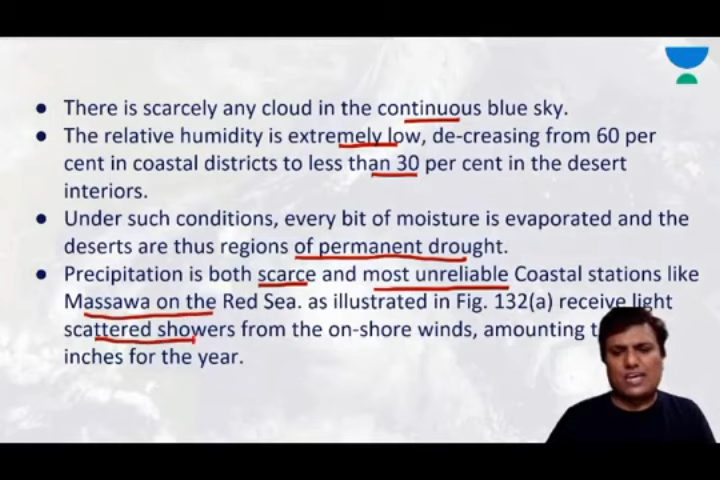 There is scarcely any cloud in the continuous blue sky.
The relative humidity is extremely low, de-creasing from 60 per
cent in coastal districts to less than 30 per cent in the desert
interiors.
Under such conditions, every bit of moisture is evaporated and the
deserts are thus regions of permanent drought.
Precipitation is both scarce and most unreliable Coastal stations like
Massawa on the Red Sea. as illustrated in Fig. 132(a) receive light
scattered showers from the on-shore winds, amounting
inches for the year.